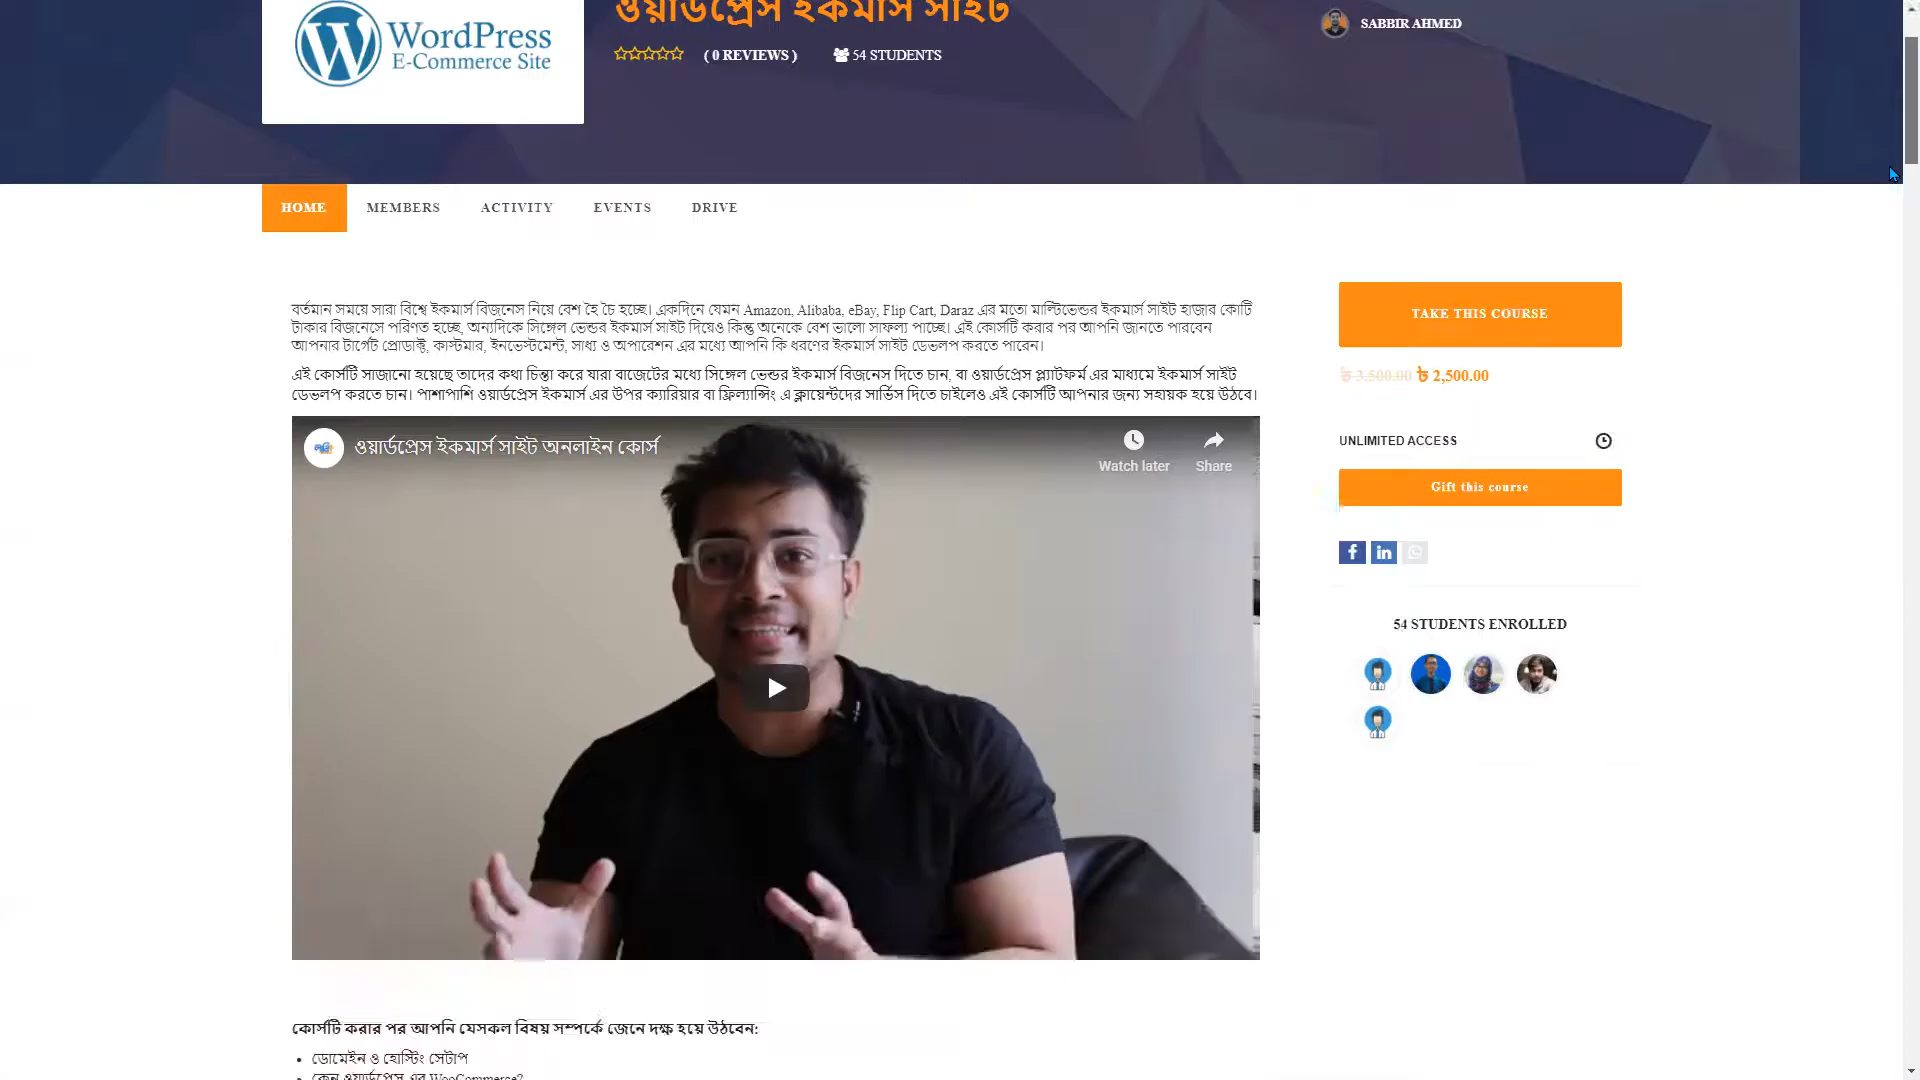 ওয়ার্ডপ্রেস ইকমার্স সাইট
SABBIR AHMED
WordPress
E-Commerce Site
( 0 REVIEWS )
54 STUDENTS
HOME
MEMBERS
ACTIVITY
EVENTS
DRIVE
বর্তমান সময়ে সারা বিশ্বে ইকমার্স বিজনেস নিয়ে বেশ হৈ চৈ হচ্ছে। একদিনে যেমন Amazon, Alibaba, eBay, Flip Cart, Daraz এর মতো মাল্টিভেন্ডর ইকমার্স সাইট হাজার কোটি
টাকার বিজনেসে পরিণত হচ্ছে, অন্যদিকে সিঙ্গেল ভেন্ডর ইকমার্স সাইট দিয়েও কিন্তু অনেকে বেশ ভালো সাফল্য পাচ্ছে। এই কোর্সটি করার পর আপনি জানতে পারবেন
আপনার টার্গেট প্রোডাক্ট, কাস্টমার, ইনভেস্টমেন্ট, সাধ্য ও অপারেশন এর মধ্যে আপনি কি ধরণের ইকমার্স সাইট ডেভলপ করতে পারেন।
এই কোর্সটি সাজানো হয়েছে তাদের কথা চিন্তা করে যারা বাজেটের মধ্যে সিঙ্গেল ভেন্ডর ইকমার্স বিজনেস দিতে চান, বা ওয়ার্ডপ্রেস প্ল্যাটফর্ম এর মাধ্যমে ইকমার্স সাইট
ডেভলপ করতে চান। পাশাপাশি ওয়ার্ডপ্রেস ইকমার্স এর উপর ক্যারিয়ার বা ফ্রিল্যান্সিং এ ক্লায়েন্টদের সার্ভিস দিতে চাইলেও এই কোর্সটি আপনার জন্য সহায়ক হয়ে উঠবে।
TAKE THIS COURSE
৳ 3,500.00 ৳ 2,500.00
UNLIMITED ACCESS
Gift this course
54 STUDENTS ENROLLED
ওয়ার্ডপ্রেস ইকমার্স সাইট অনলাইন কোর্স
Watch later
Share
কোর্সটি করার পর আপনি যেসকল বিষয় সম্পর্কে জেনে দক্ষ হয়ে উঠবেন:
• ডোমেইন ও হোস্টিং সেটাপ
• কেন ওয়ার্ডপ্রেস এর WooCommerce?